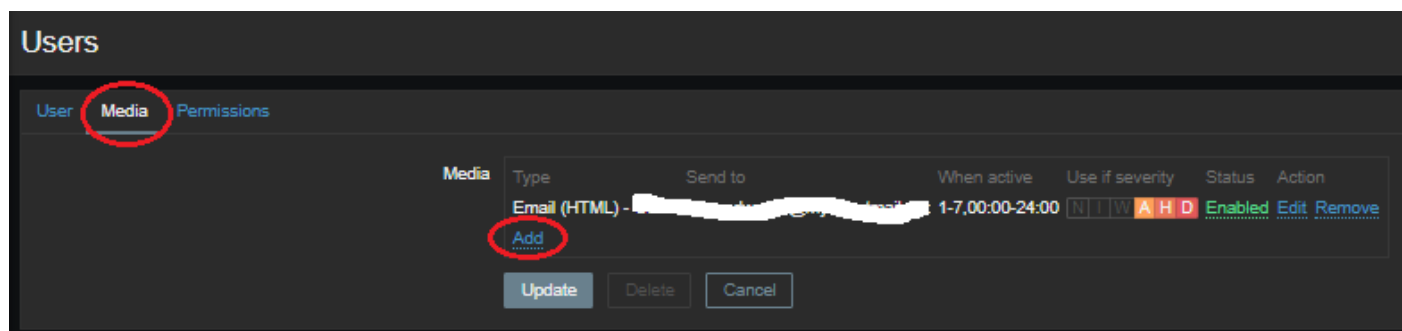 Users
User Media Permissions
Media Type Send to When active Use if severity Status Action
Email (HTML) - 1-7,00:00-24:00 N I W A H D Enabled Edit Remove
Add
Update Delete Cancel